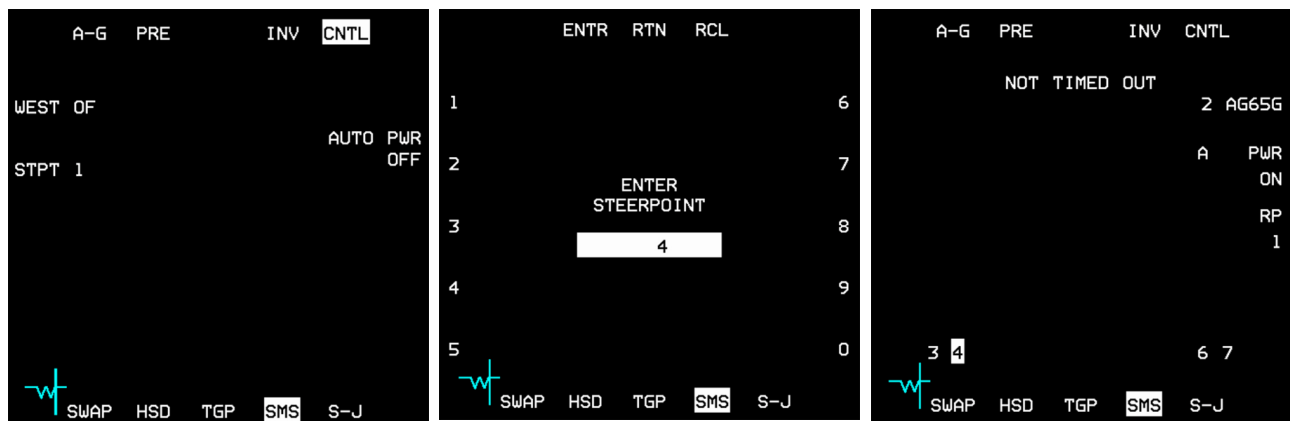 A-G PRE INV CNTL
WEST OF
AUTO PWR
OFF
STPT 1
SWAP HSD TGP SMS S-J
ENTR RTN RCL
1 6
2 7
ENTER
STEERPOINT
3 8
4
4 9
5 0
SWAP HSD TGP SMS S-J
A-G PRE INV CNTL
NOT TIMED OUT
2 AG65G
A PWR
ON
RP
1
3 4 6 7
SWAP HSD TGP SMS S-J